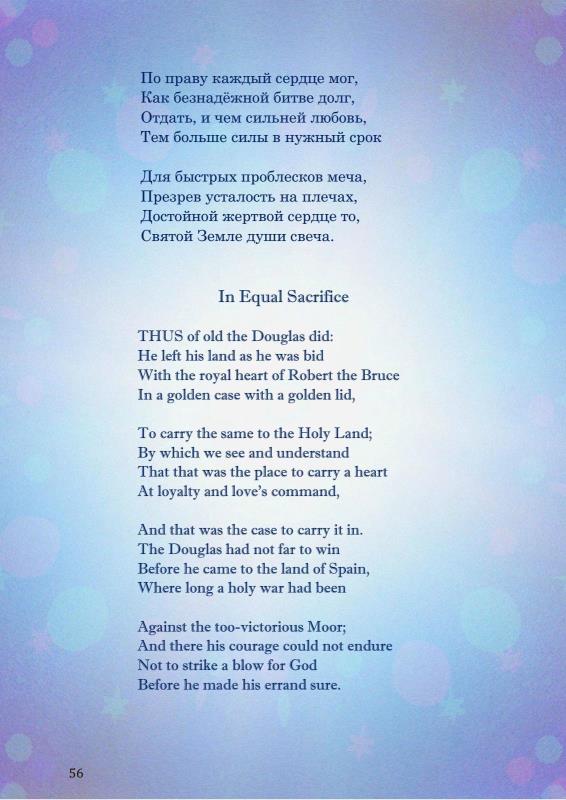 По праву каждый сердце мог,
Как безнадёжной битве долг,
Отдать, и чем сильней любовь,
Тем больше силы в нужный срок
Для быстрых проблесков меча,
Презрев усталость на плечах,
Достойной жертвой сердце то,
Святой Земле души свеча.
In Equal Sacrifice
THUS of old the Douglas did:
He left his land as he was bid
With the royal heart of Robert the Bruce
In a golden case with a golden lid,
To carry the same to the Holy Land;
By which we see and understand
That that was the place to carry a heart
At loyalty and love’s command,
And that was the case to carry it in.
The Douglas had not far to win
Before he came to the land of Spain,
Where long a holy war had been
Against the too-victorious Moor;
And there his courage could not endure
Not to strike a blow for God
Before he made his errand sure.
56